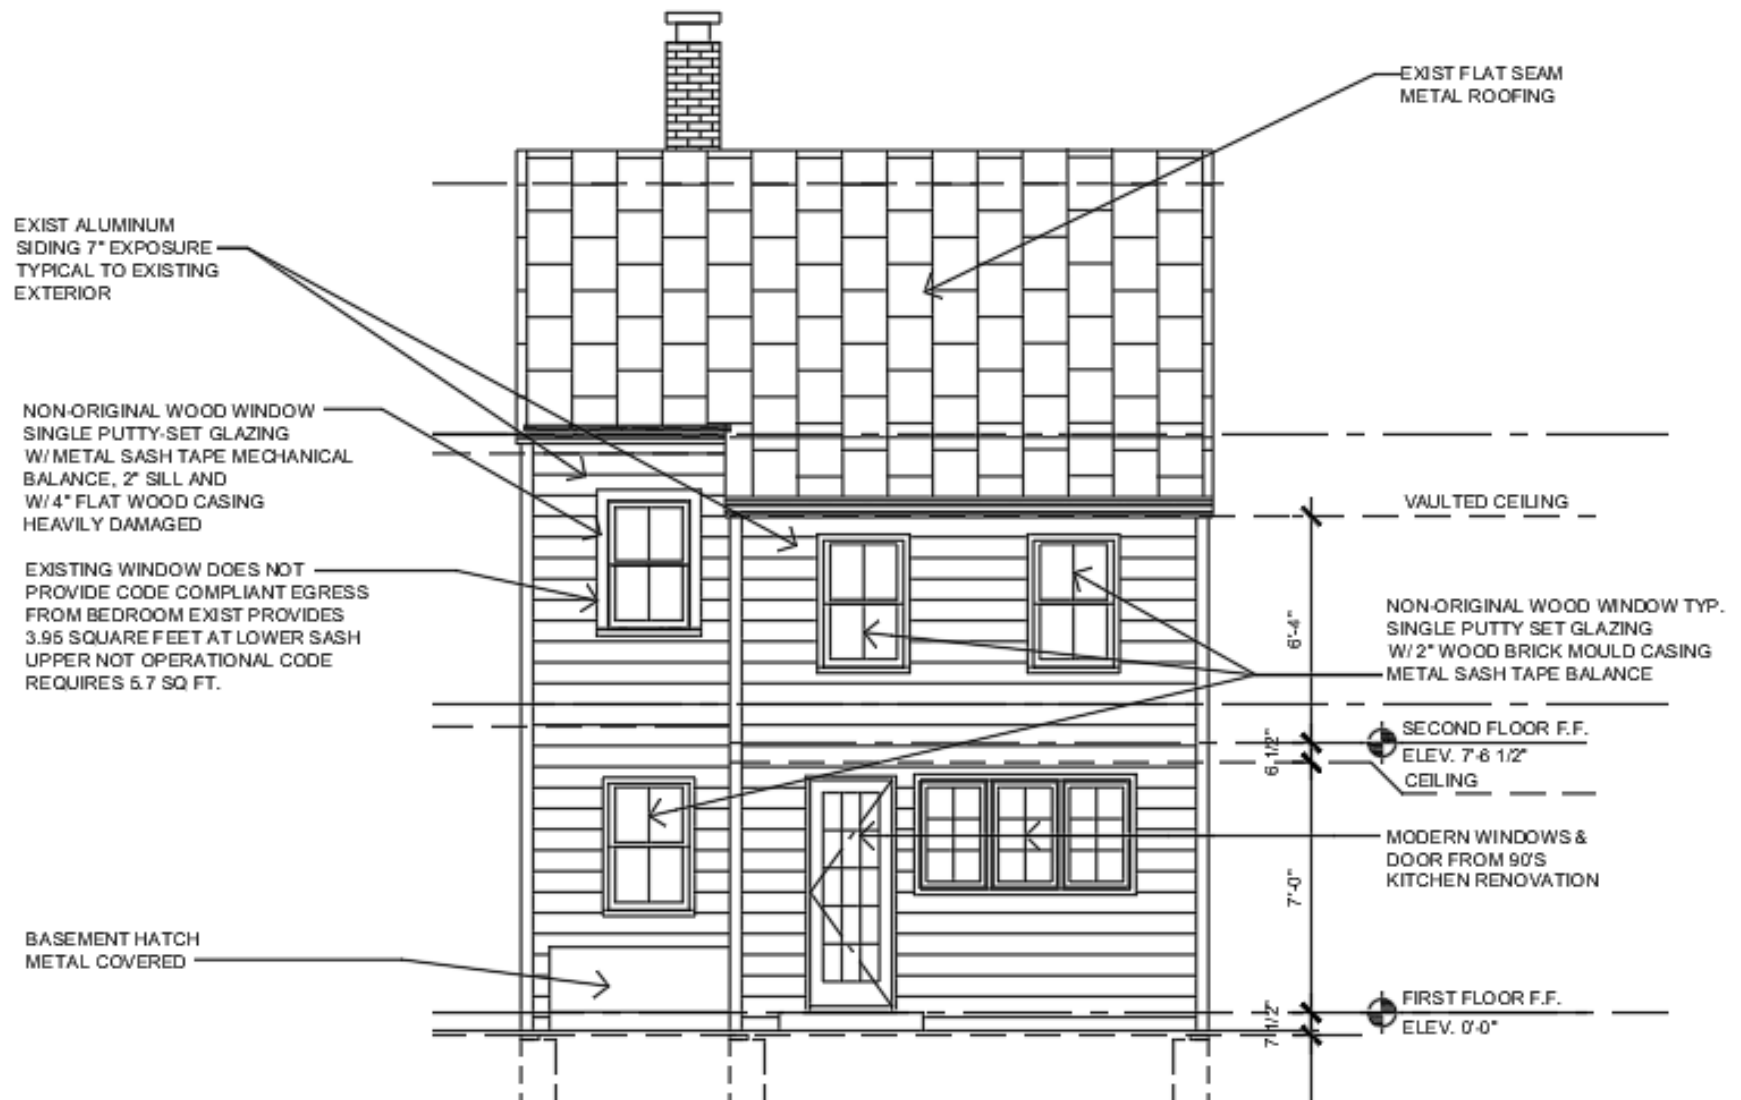 EXIST FLAT SEAM
METAL ROOFING
EXIST ALUMINUM
SIDING 7" EXPOSURE
TYPICAL TO EXISTING
EXTERIOR
NON-ORIGINAL WOOD WINDOW
SINGLE PUTTY-SET GLAZING
W/ METAL SASH TAPE MECHANICAL
BALANCE, 2" SILL AND
W/ 4" FLAT WOOD CASING
HEAVILY DAMAGED
EXISTING WINDOW DOES NOT
PROVIDE CODE COMPLIANT EGRESS
FROM BEDROOM EXIST PROVIDES
3.95 SQUARE FEET AT LOWER SASH
UPPER NOT OPERATIONAL CODE
REQUIRES 5.7 SQ FT.
BASEMENT HATCH
METAL COVERED
VAULTED CEILING
6'-4"
NON-ORIGINAL WOOD WINDOW TYP.
SINGLE PUTTY SET GLAZING
W/ 2" WOOD BRICK MOULD CASING
METAL SASH TAPE BALANCE
SECOND FLOOR F.F.
ELEV. 7'-6 1/2"
6 1/2"
CEILING
MODERN WINDOWS &
DOOR FROM 90'S
KITCHEN RENOVATION
7'-0"
FIRST FLOOR F.F.
ELEV. 0'-0"
7 1/2"